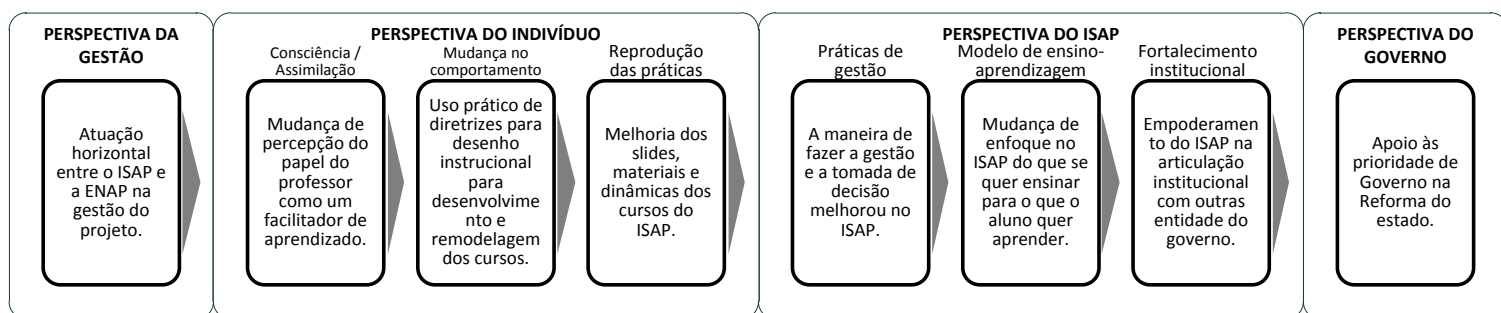 PERSPECTIVA DA
GESTÃO
Atuação
horizontal
entre o ISAP e
a ENAP na
gestão do
projeto.
PERSPECTIVA DO INDIVÍDUO
Consciência /
Assimilação
Mudança de
percepção do
papel do
professor
como um
facilitador de
aprendizado.
Mudança no
comportamento
Uso prático de
diretrizes para
desenho
instrucional
para
desenvolvime
nto e
remodelagem
dos cursos.
Reprodução
das práticas
Melhoria dos
slides,
materiais e
dinâmicas dos
cursos do
ISAP.
PERSPECTIVA DO ISAP
Práticas de
gestão
A maneira de
fazer a gestão
e a tomada de
decisão
melhorou no
ISAP.
Modelo de ensino-
aprendizagem
Mudança de
enfoque no
ISAP do que se
quer ensinar
para o que o
aluno quer
aprender.
Fortalecimento
institucional
Empoderamen
to do ISAP na
articulação
institucional
com outras
entidade do
governo.
PERSPECTIVA DO
GOVERNO
Apoio às
prioridade de
Governo na
Reforma do
estado.